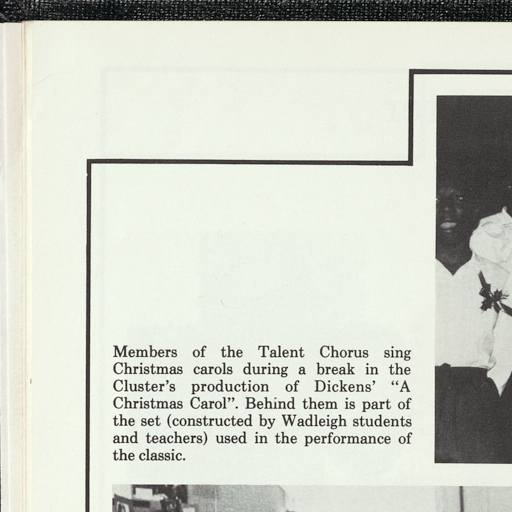 Members of the Talent Chorus sing
Christmas carols during a break in the
Cluster's production of Dickens' "A
Christmas Carol". Behind them is part of
the set (constructed by Wadleigh students
and teachers) used in the performance of
the classic.